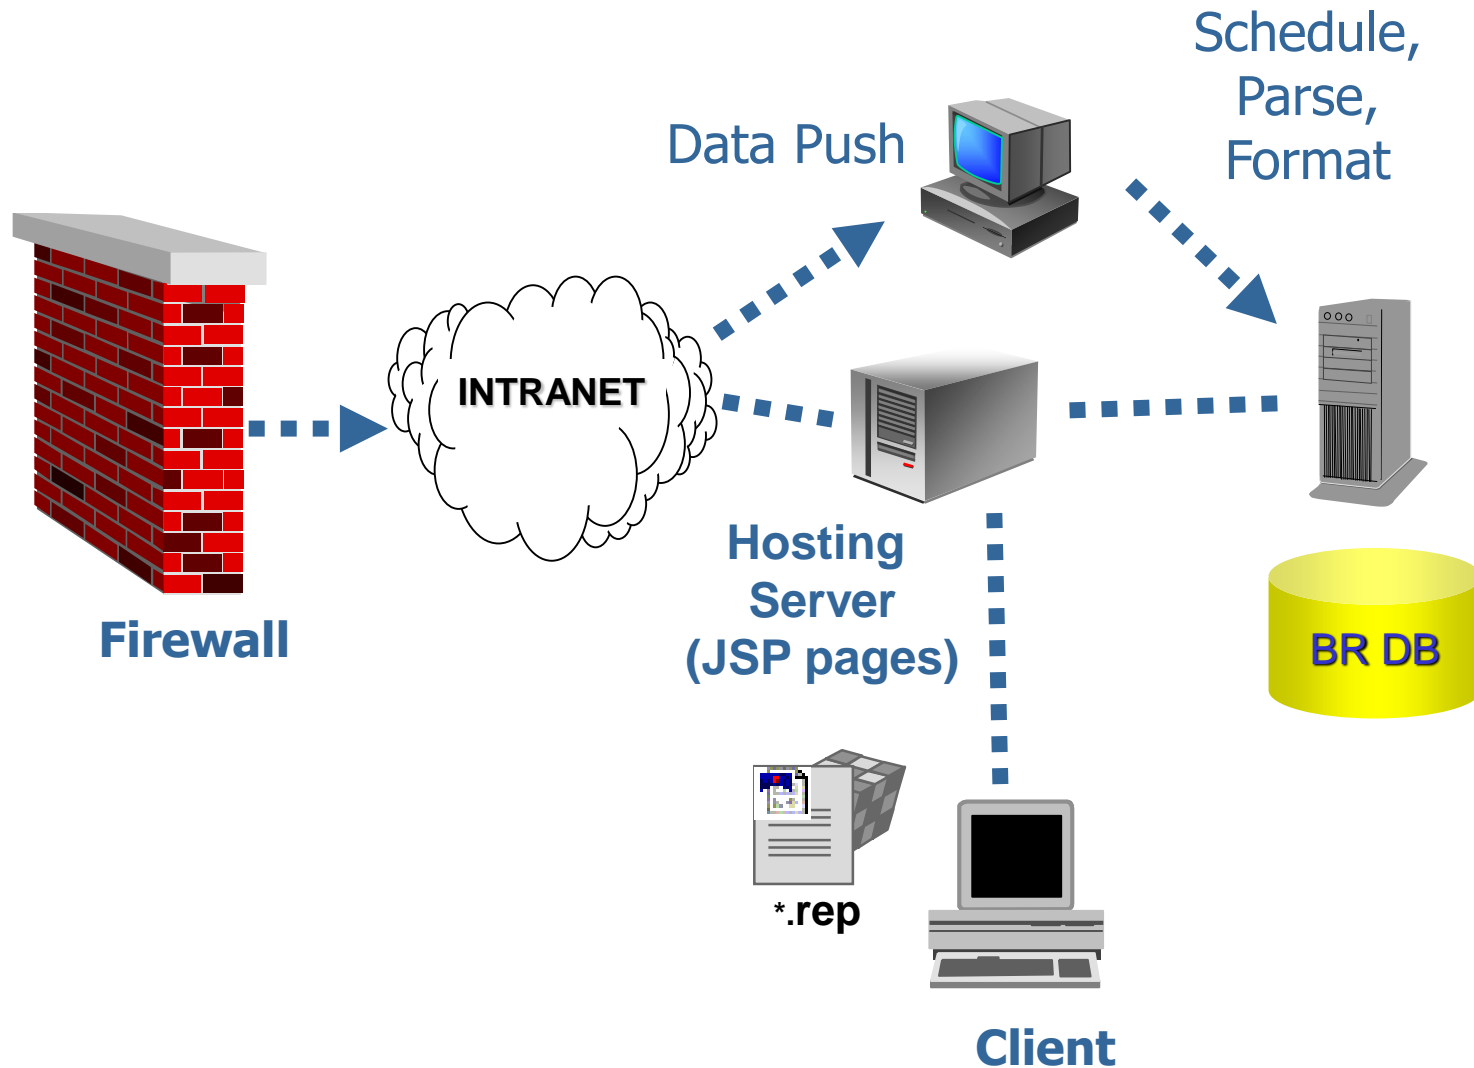 Schedule,
Parse,
Format
Data Push
INTRANET
Hosting
Server
(JSP pages)
Firewall
BR DB
*.rep
Client